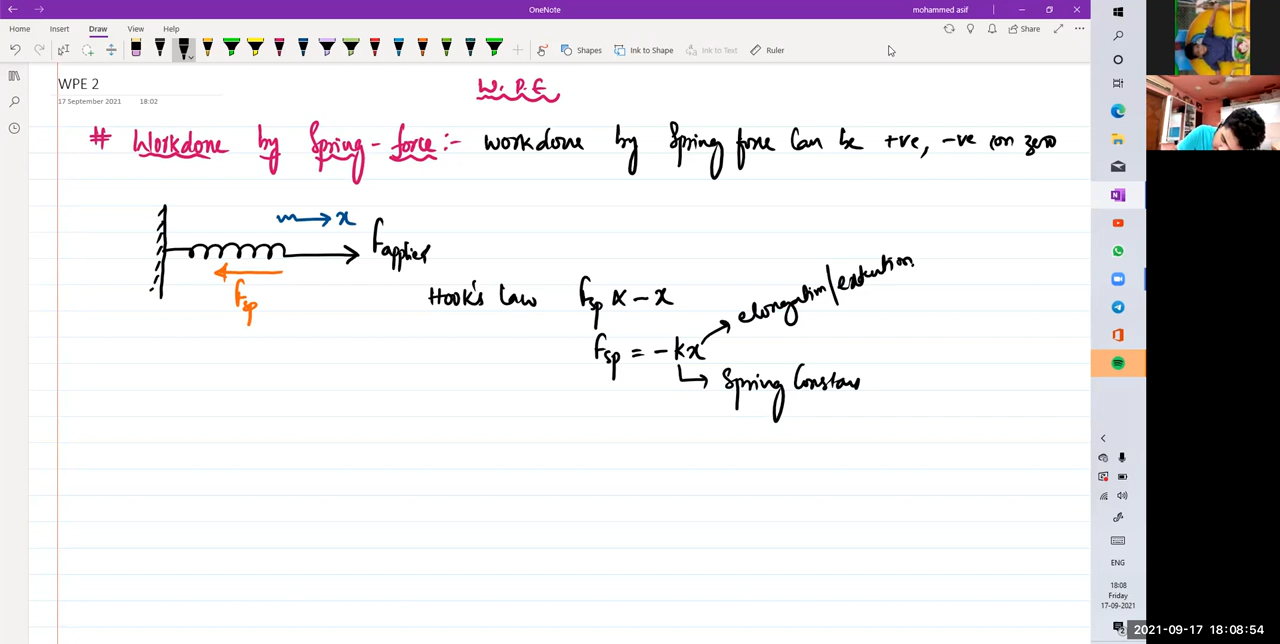 OneNote
mohammed asif
Home Insert Draw View Help
Shapes Ink to Shape Ink to Text Ruler Share
WPE 2
17 September 2021 18:02
W.P.E
# Workdone by Spring-force:- workdone by Spring force Can be +ve, -ve (or) zero
x
Fapplied
Fsp
Hook's law Fsp ∝ -x
elongation/extention
Fsp = -kx
Spring Constant
ENG
18:08
Friday
17-09-2021
2021-09-17 18:08:54